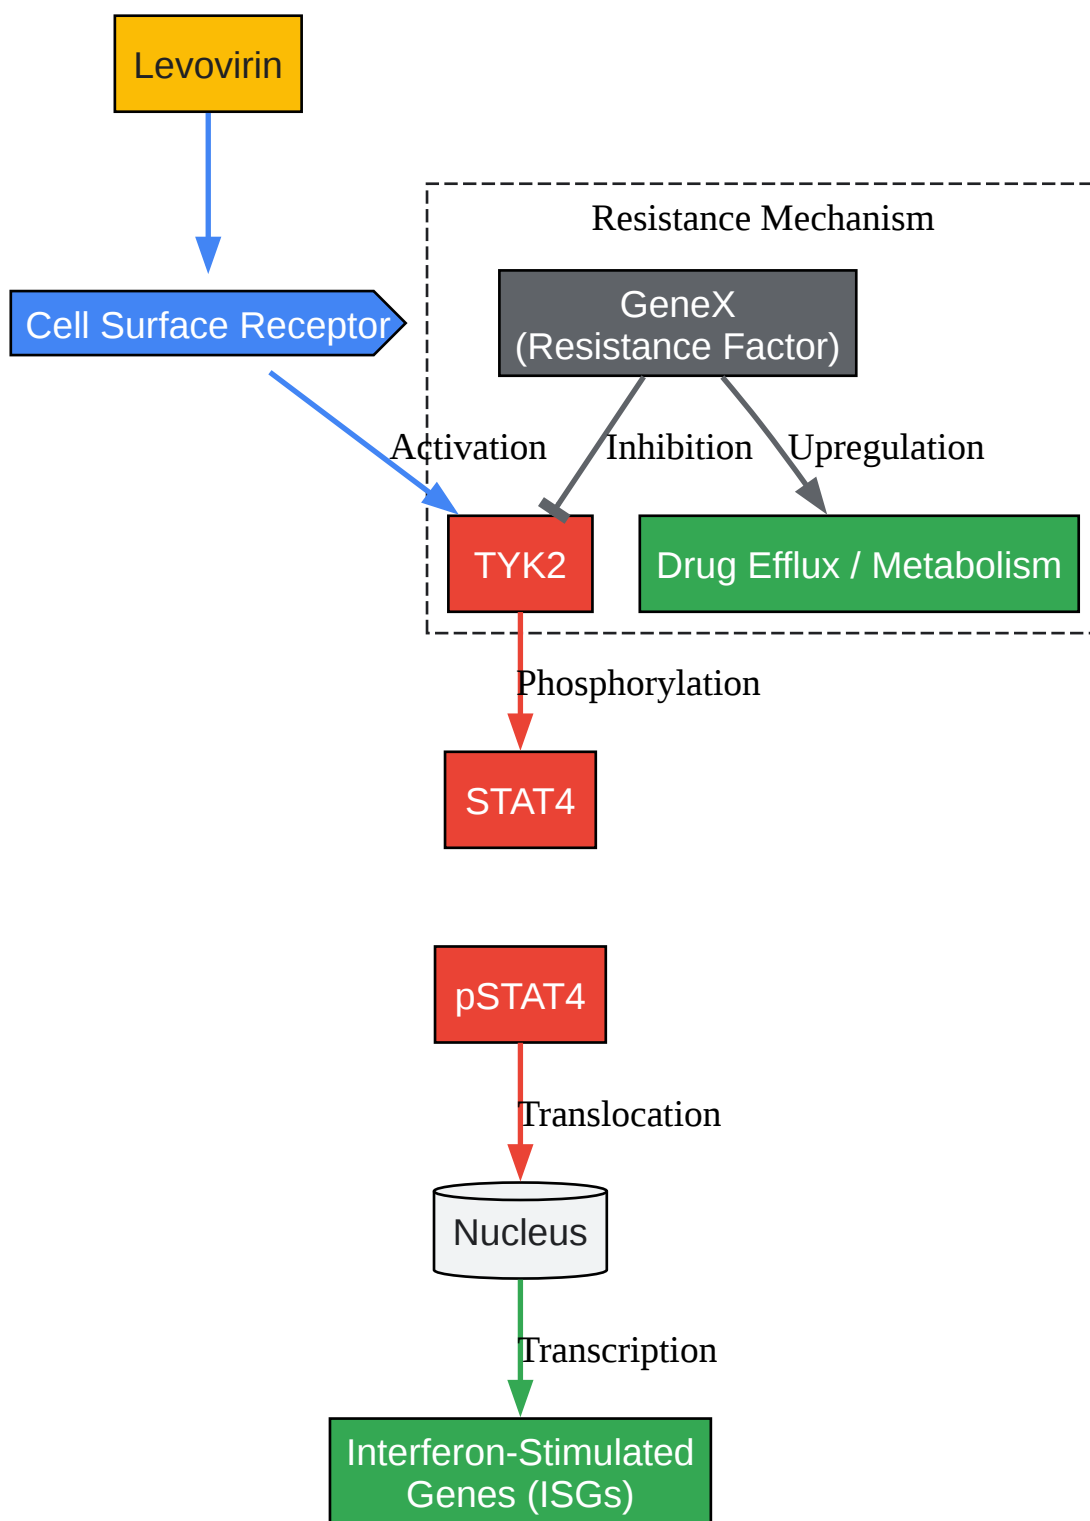 Levovirin
Resistance Mechanism
GeneX
(Resistance Factor)
Cell Surface Receptor
Activation
Inhibition
Upregulation
TYK2
Drug Efflux / Metabolism
Phosphorylation
STAT4
pSTAT4
Translocation
Nucleus
Transcription
Interferon-Stimulated
Genes (ISGs)